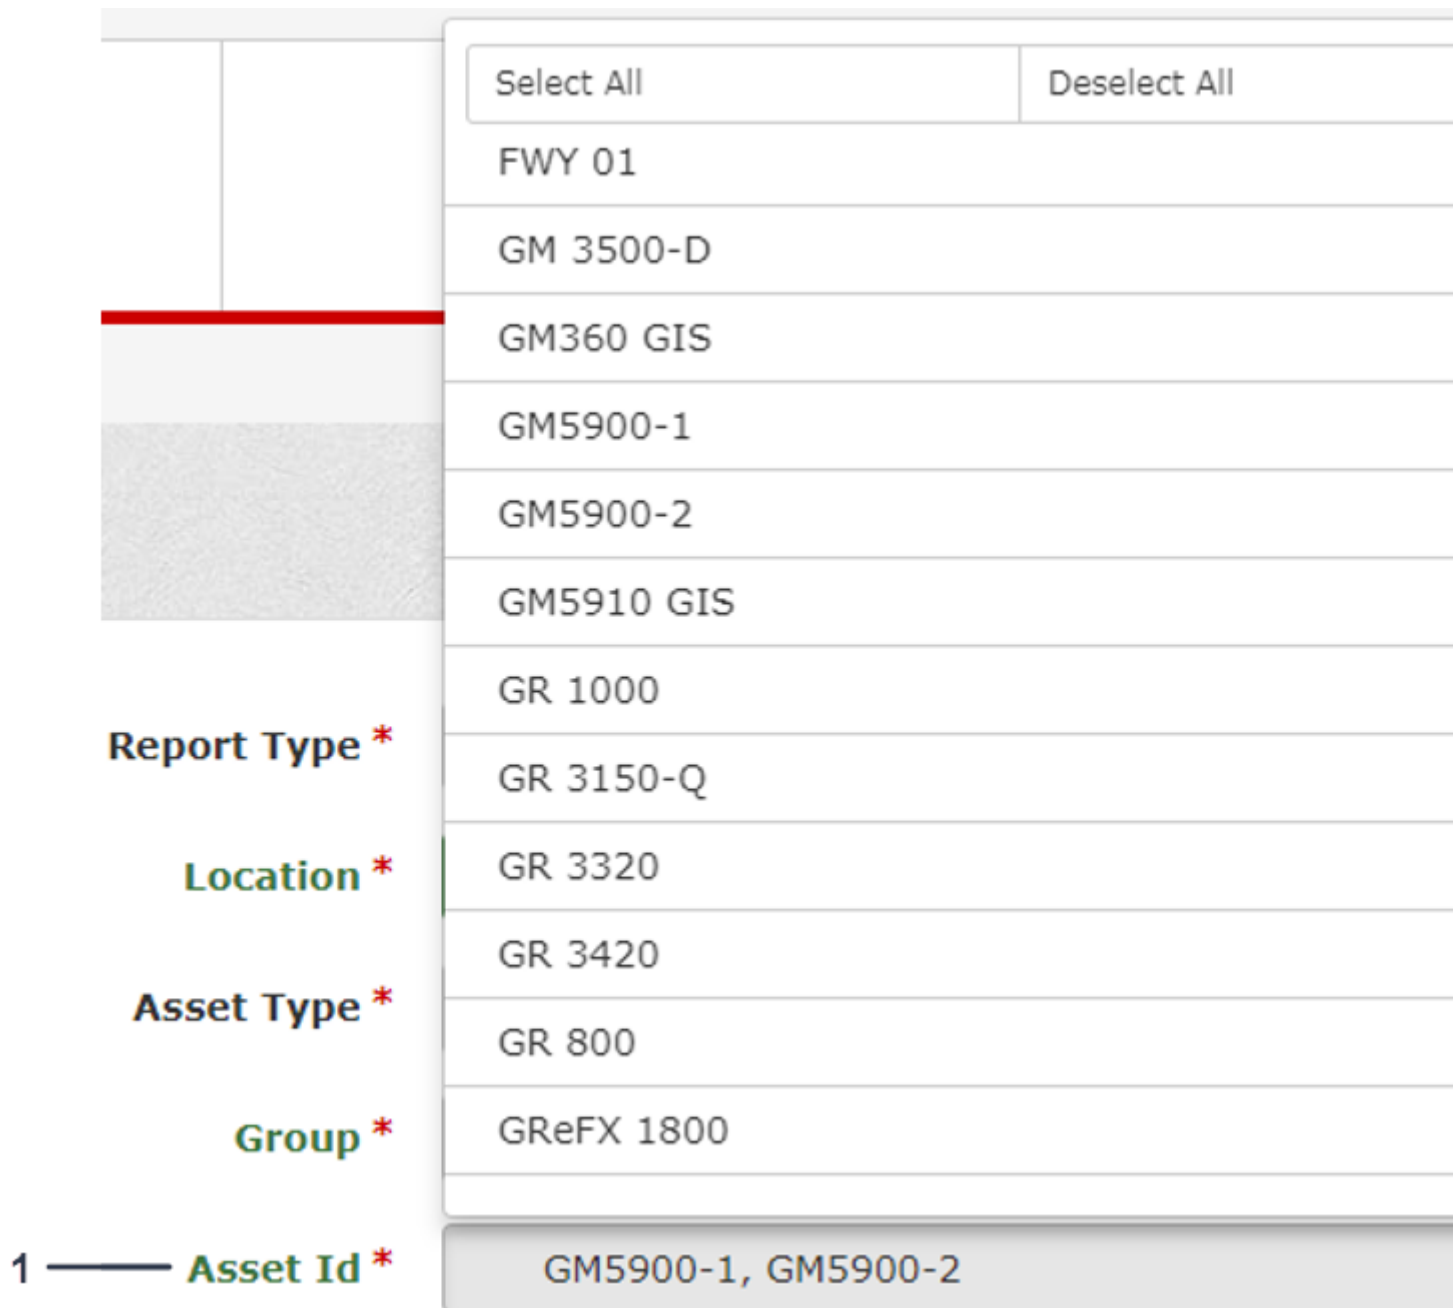 Select All
Deselect All
FWY 01
GM 3500-D
GM360 GIS
GM5900-1
GM5900-2
GM5910 GIS
GR 1000
GR 3150-Q
GR 3320
GR 3420
GR 800
GReFX 1800
Report Type *
Location *
Asset Type *
Group *
1
Asset Id *
GM5900-1, GM5900-2